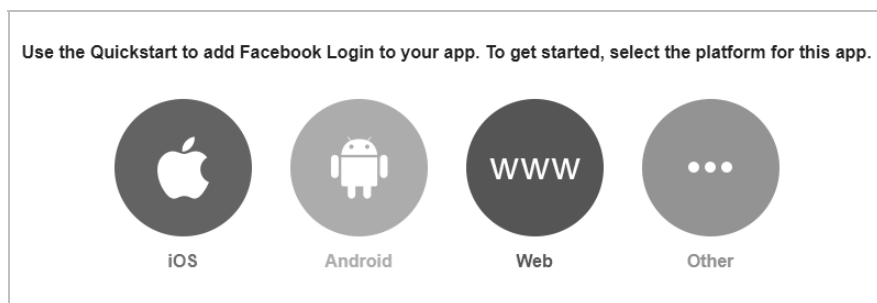 Use the Quickstart to add Facebook Login to your app. To get started, select the platform for this app.
www
iOS
Android
Web
Other